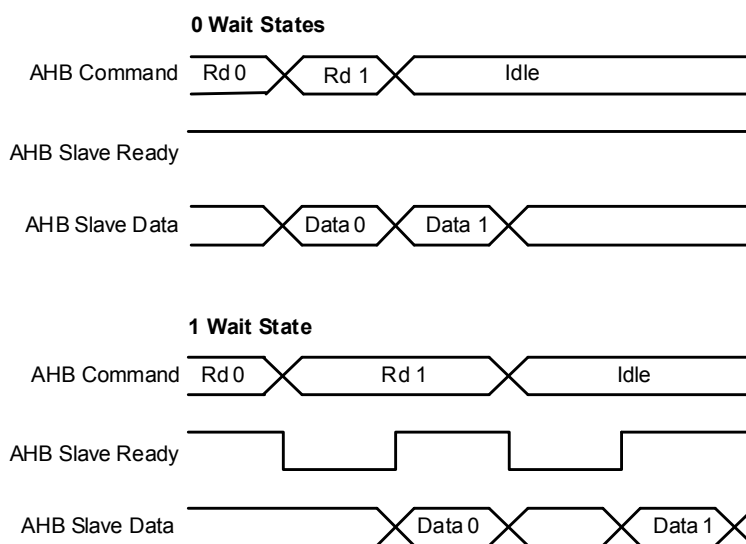 0 Wait States
AHB Command Rd 0 Rd 1 Idle
AHB Slave Ready
AHB Slave Data Data 0 Data 1
1 Wait State
AHB Command Rd 0 Rd 1 Idle
AHB Slave Ready
AHB Slave Data Data 0 Data 1